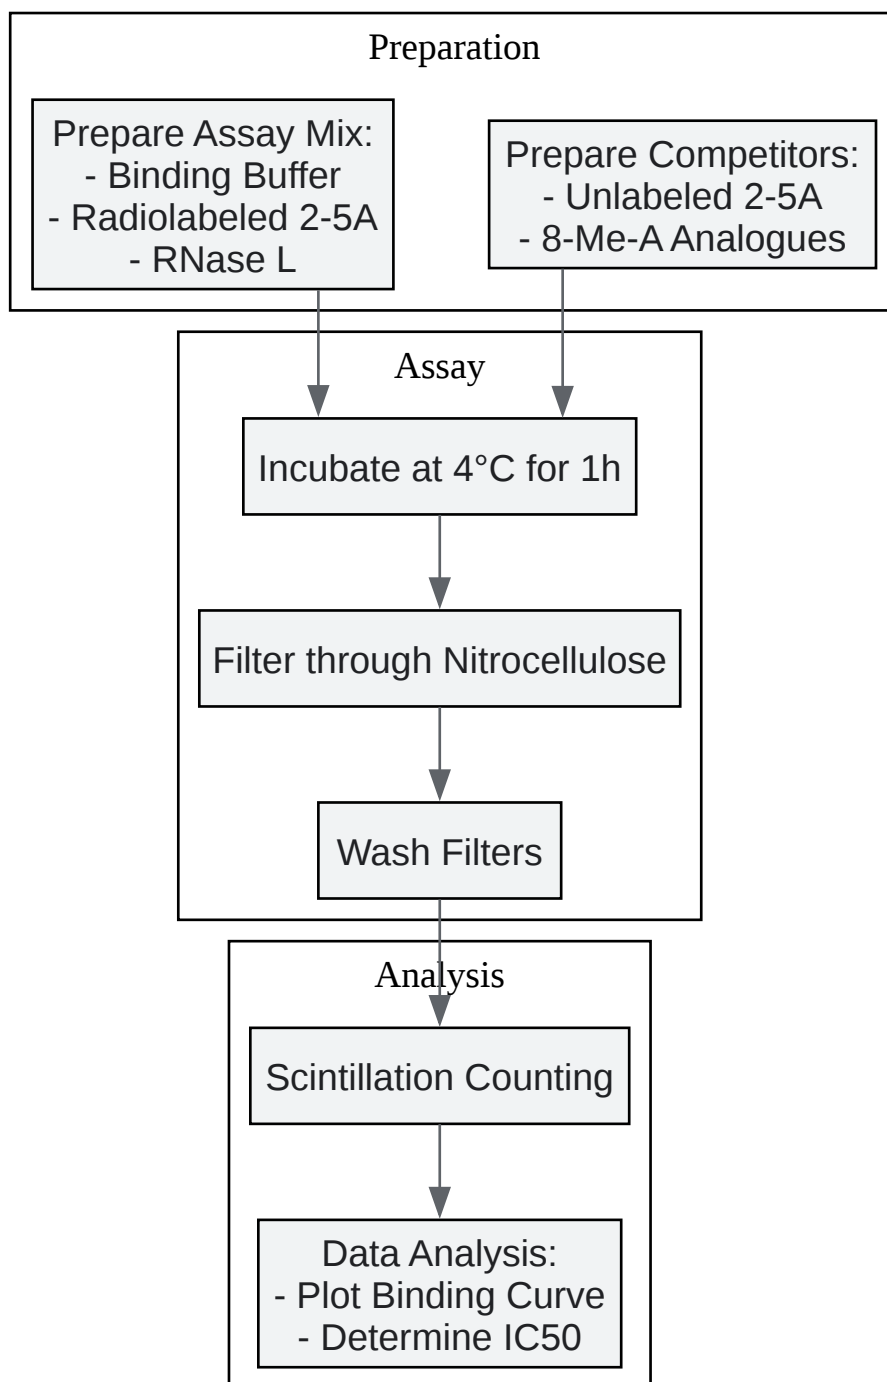 Preparation
Prepare Assay Mix:
- Binding Buffer
- Radiolabeled 2-5A
- RNase L
Prepare Competitors:
- Unlabeled 2-5A
- 8-Me-A Analogues
Assay
Incubate at 4°C for 1h
Filter through Nitrocellulose
Wash Filters
Analysis
Scintillation Counting
Data Analysis:
- Plot Binding Curve
- Determine IC50